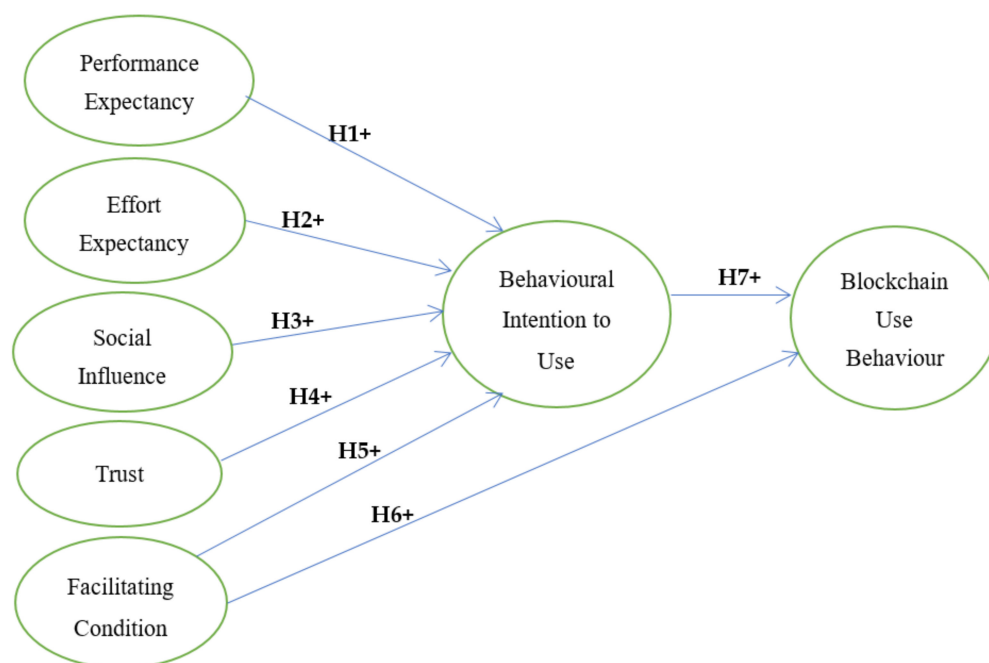 Performance
Expectancy
H1+
Effort
Expectancy
H2+
Social
Influence
H3+
Trust
H4+
Facilitating
Condition
H5+
H6+
Behavioural
Intention to
Use
H7+
Blockchain
Use
Behaviour